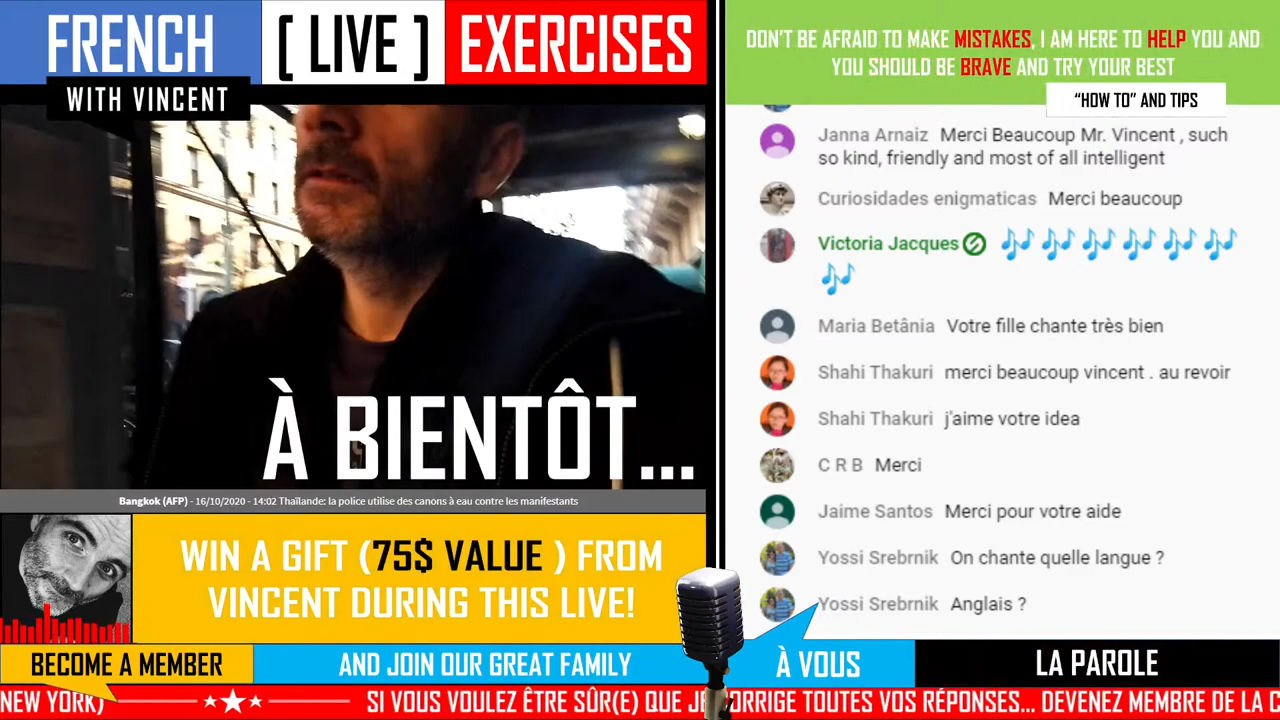 FRENCH
[ LIVE ]
EXERCISES
WITH VINCENT
DON'T BE AFRAID TO MAKE MISTAKES, I AM HERE TO HELP YOU AND
YOU SHOULD BE BRAVE AND TRY YOUR BEST
“HOW TO” AND TIPS
Janna Arnaiz Merci Beaucoup Mr. Vincent , such
so kind, friendly and most of all intelligent
Curiosidades enigmaticas Merci beaucoup
Victoria Jacques 🎶 🎶 🎶 🎶 🎶 🎶
🎶
Maria Betânia Votre fille chante très bien
Shahi Thakuri merci beaucoup vincent . au revoir
Shahi Thakuri j'aime votre idea
C R B Merci
Jaime Santos Merci pour votre aide
Yossi Srebrnik On chante quelle langue ?
Yossi Srebrnik Anglais ?
À BIENTÔT...
Bangkok (AFP) - 16/10/2020 - 14:02 Thaïlande: la police utilise des canons à eau contre les manifestants
WIN A GIFT (75$ VALUE ) FROM
VINCENT DURING THIS LIVE!
BECOME A MEMBER
AND JOIN OUR GREAT FAMILY
À VOUS
LA PAROLE
NEW YORK) SI VOUS VOULEZ ÊTRE SÛR(E) QUE JE CORRIGE TOUTES VOS RÉPONSES... DEVENEZ MEMBRE DE LA C